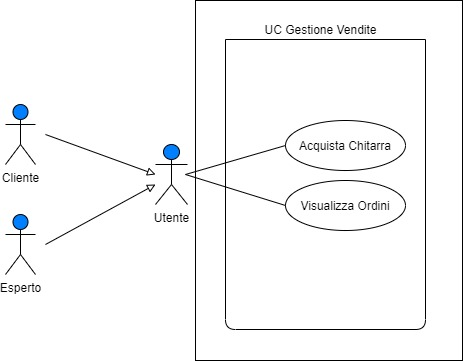 UC Gestione Vendite
Acquista Chitarra
Cliente
Visualizza Ordini
Utente
Esperto